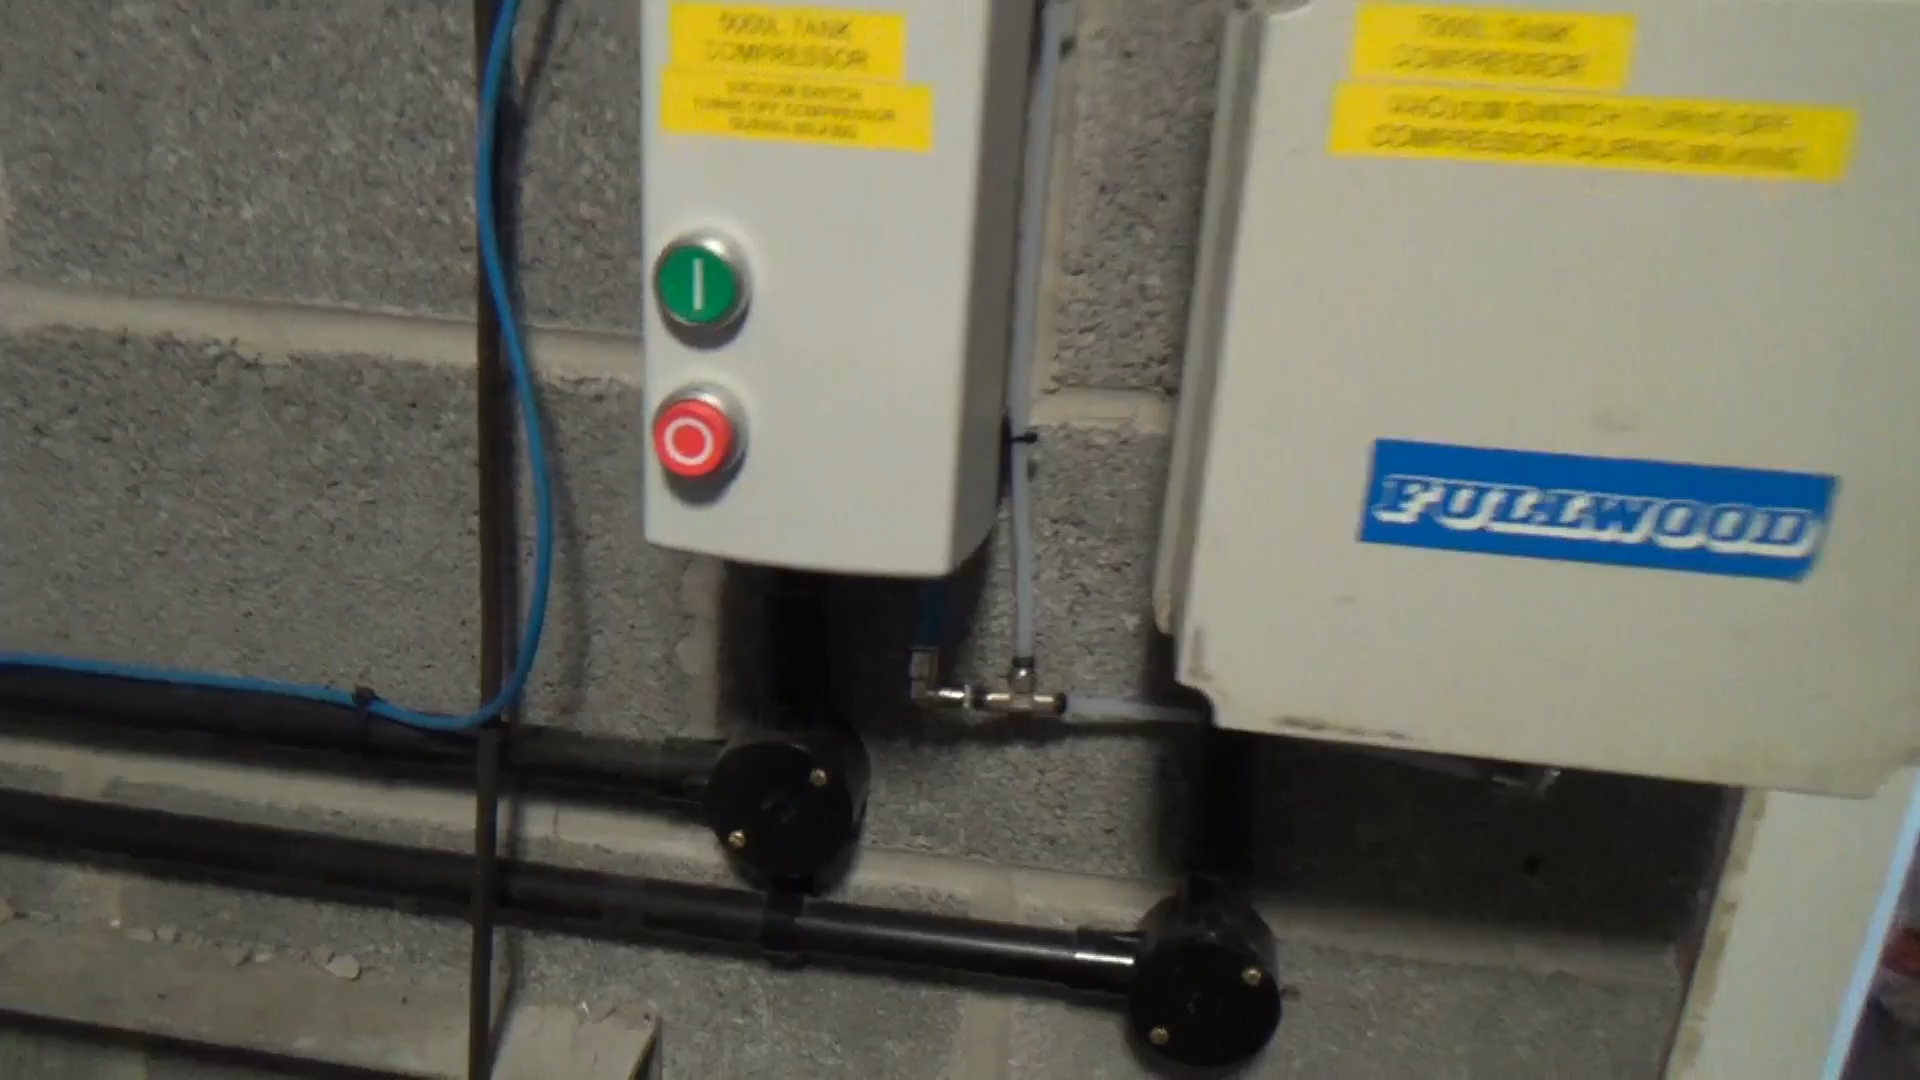 5000L TANK
COMPRESSOR
VACUUM SWITCH
TURNS OFF COMPRESSOR
DURING MILKING
TANK
COMPRESSOR
VACUUM SWITCH TURNS OFF
COMPRESSOR DURING MILKING
FULLWOOD